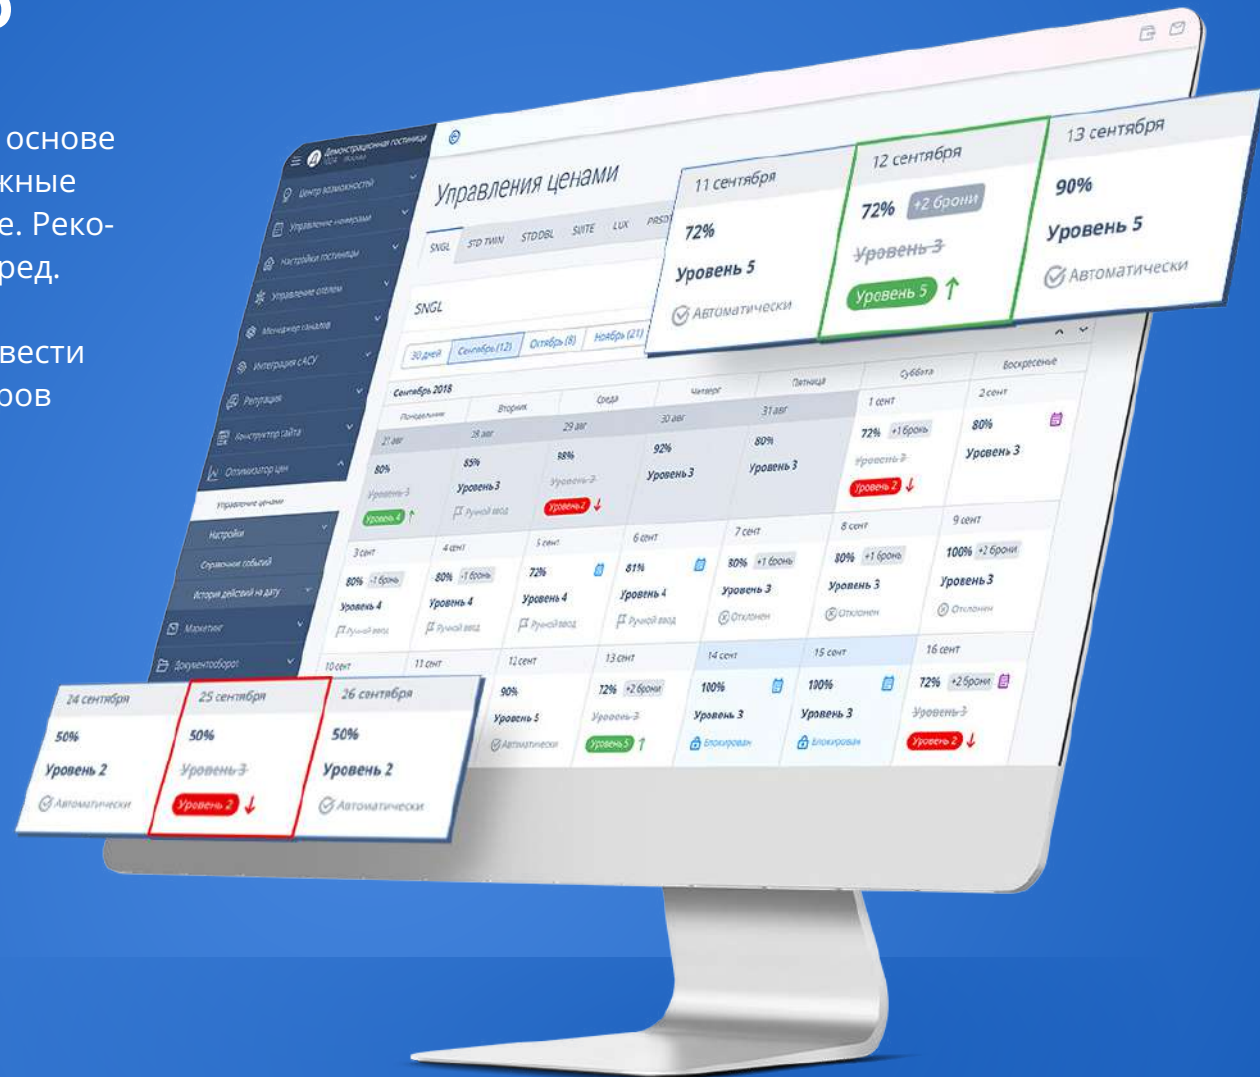 основе
жные
е. Реко-
ред.
вести
ров
Демонстрационная гостиница
Центр возможностей
Управление номерами
Настройки гостиницы
Управление отелем
Менеджер каналов
Интеграция с АСУ
Репутация
Конструктор сайта
Оптимизатор цен
Управление ценами
Настройки
Справочник событий
История действий на дату
Маркетинг
Документооборот
Управления ценами
SNGL STD TWIN STD DBL SUITE LUX
SNGL
30 дней Сентябрь (12) Октябрь (8) Ноябрь (21)
Сентябрь 2018
Понедельник Вторник Среда Четверг Пятница Суббота Воскресенье
28 авг 29 авг 30 авг 31 авг 1 сент 2 сент
80% 85% 98% 92% 80% 72% +1 бронь 80%
Уровень 3 Уровень 3 Уровень 3 Уровень 3 Уровень 3 Уровень 3 Уровень 3
Уровень 4 Ручной ввод Уровень 2 Уровень 2
3 сент 4 сент 5 сент 6 сент 7 сент 8 сент 9 сент
80% -1 бронь 80% -1 бронь 72% 81% 80% +1 бронь 80% +1 бронь 100% +2 брони
Уровень 4 Уровень 4 Уровень 4 Уровень 4 Уровень 3 Уровень 3 Уровень 3
Ручной ввод Ручной ввод Ручной ввод Ручной ввод Отклонен Отклонен Отклонен
10 сент 11 сент 12 сент 13 сент 14 сент 15 сент 16 сент
90% 72% +2 брони 100% 100% 72% +2 брони
Уровень 5 Уровень 3 Уровень 3 Уровень 3 Уровень 3
Автоматически Уровень 5 Блокирован Блокирован Уровень 2
11 сентября 12 сентября 13 сентября
72% 72% +2 брони 90%
Уровень 5 Уровень 3 Уровень 5
Автоматически Уровень 5 Автоматически
24 сентября 25 сентября 26 сентября
50% 50% 50%
Уровень 2 Уровень 3 Уровень 2
Автоматически Уровень 2 Автоматически